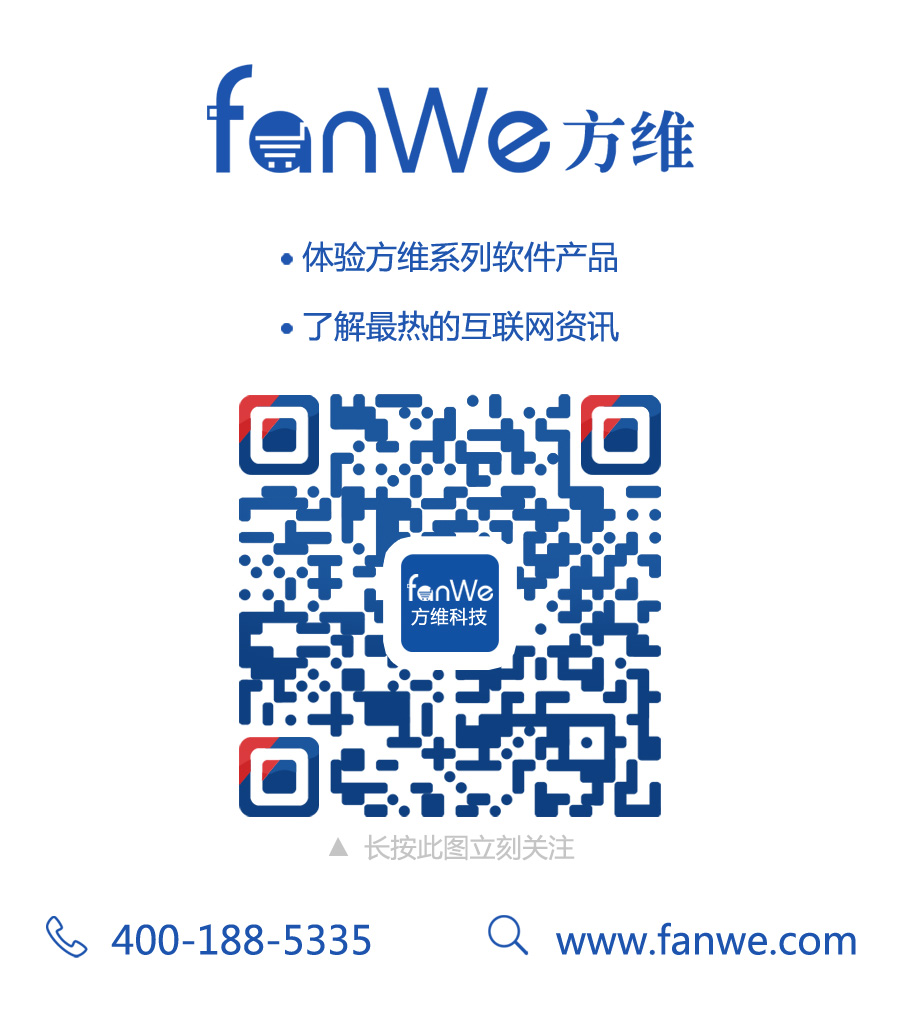 fanWe方维
• 体验方维系列软件产品
• 了解最热的互联网资讯
fanWe
方维科技
▲ 长按此图立刻关注
400-188-5335
www.fanwe.com